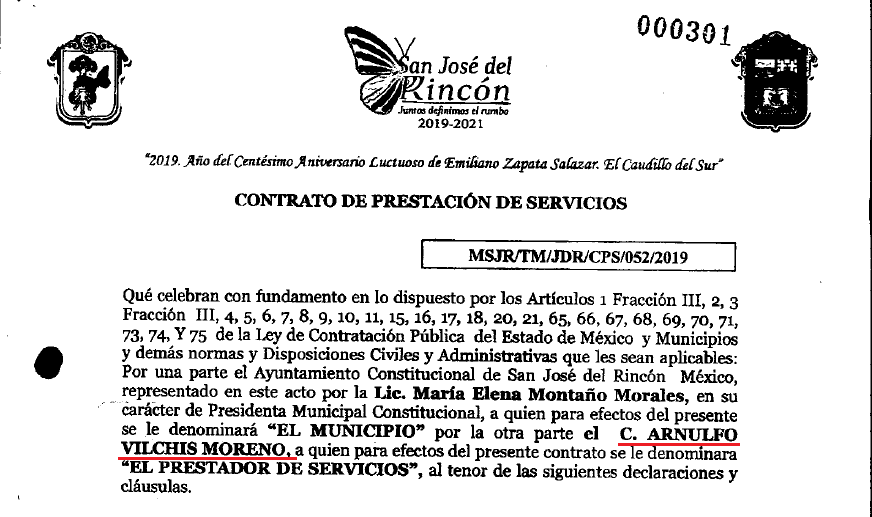 000301
San José del
Rincón
Juntos definimos el rumbo
2019-2021
"2019. Año del Centésimo Aniversario Luctuoso de Emiliano Zapata Salazar. El Caudillo del Sur"
CONTRATO DE PRESTACIÓN DE SERVICIOS
MSJR/TM/JDR/CPS/052/2019
Qué celebran con fundamento en lo dispuesto por los Artículos 1 Fracción III, 2, 3
Fracción III, 4, 5, 6, 7, 8, 9, 10, 11, 15, 16, 17, 18, 20, 21, 65, 66, 67, 68, 69, 70, 71,
73, 74, Y 75 de la Ley de Contratación Pública del Estado de México y Municipios
y demás normas y Disposiciones Civiles y Administrativas que les sean aplicables:
Por una parte el Ayuntamiento Constitucional de San José del Rincón México,
representado en este acto por la Lic. María Elena Montaño Morales, en su
carácter de Presidenta Municipal Constitucional, a quien para efectos del presente
se le denominará "EL MUNICIPIO" por la otra parte el C. ARNULFO
VILCHIS MORENO, a quien para efectos del presente contrato se le denominara
"EL PRESTADOR DE SERVICIOS", al tenor de las siguientes declaraciones y
cláusulas.